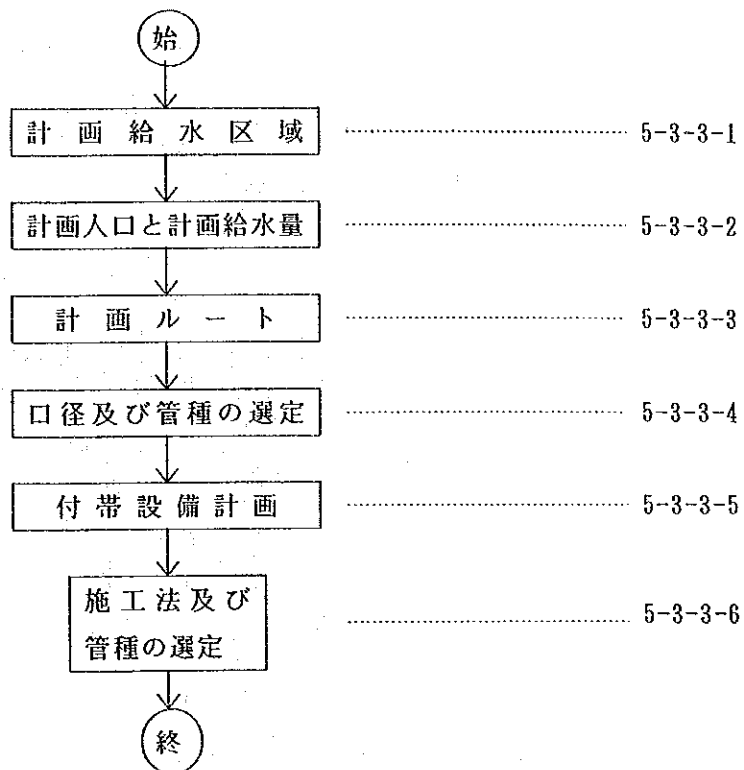 始
計画給水区域 5-3-3-1
計画人口と計画給水量 5-3-3-2
計画ルート 5-3-3-3
口径及び管種の選定 5-3-3-4
付帯設備計画 5-3-3-5
施工法及び
管種の選定 5-3-3-6
終